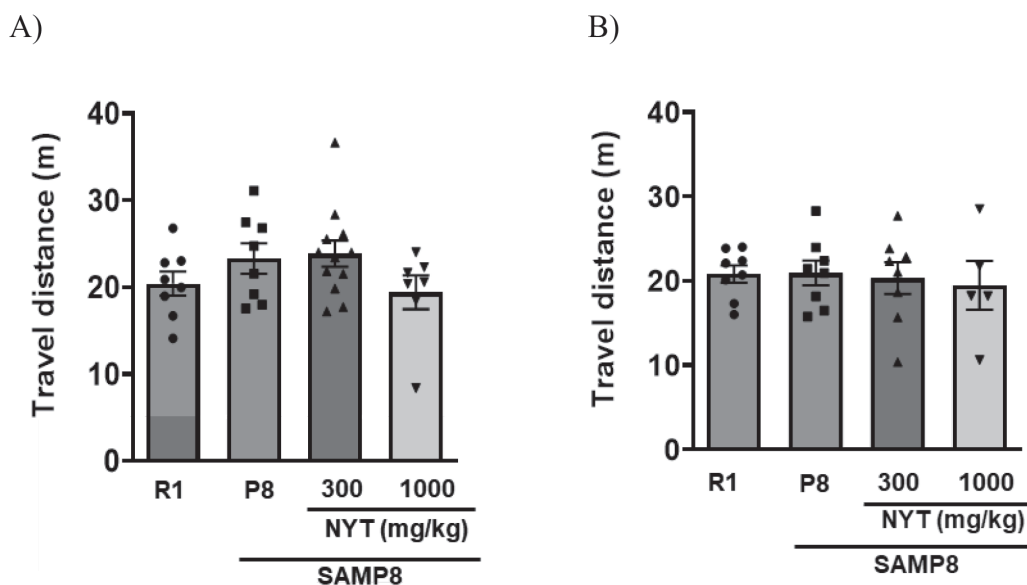 A)
Travel distance (m)
40
30
20
10
0
R1 P8 300 1000
NYT (mg/kg)
SAMP8
B)
Travel distance (m)
40
30
20
10
0
R1 P8 300 1000
NYT (mg/kg)
SAMP8